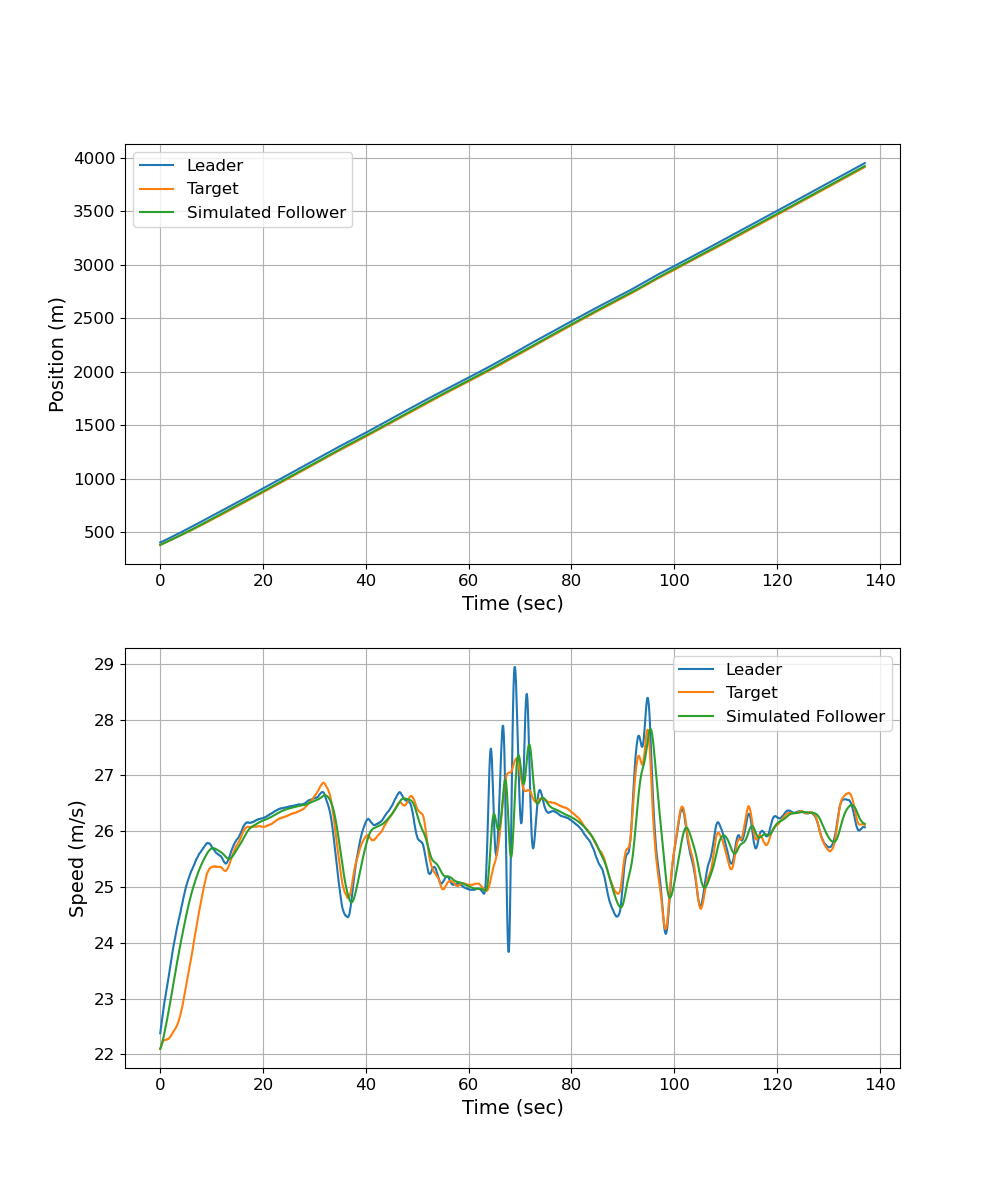 4000
3500
3000
2500
2000
1500
1000
500
Position (m)
Leader
Target
Simulated Follower
0 20 40 60 80 100 120 140
Time (sec)
29
28
27
26
25
24
23
22
Speed (m/s)
Leader
Target
Simulated Follower
0 20 40 60 80 100 120 140
Time (sec)